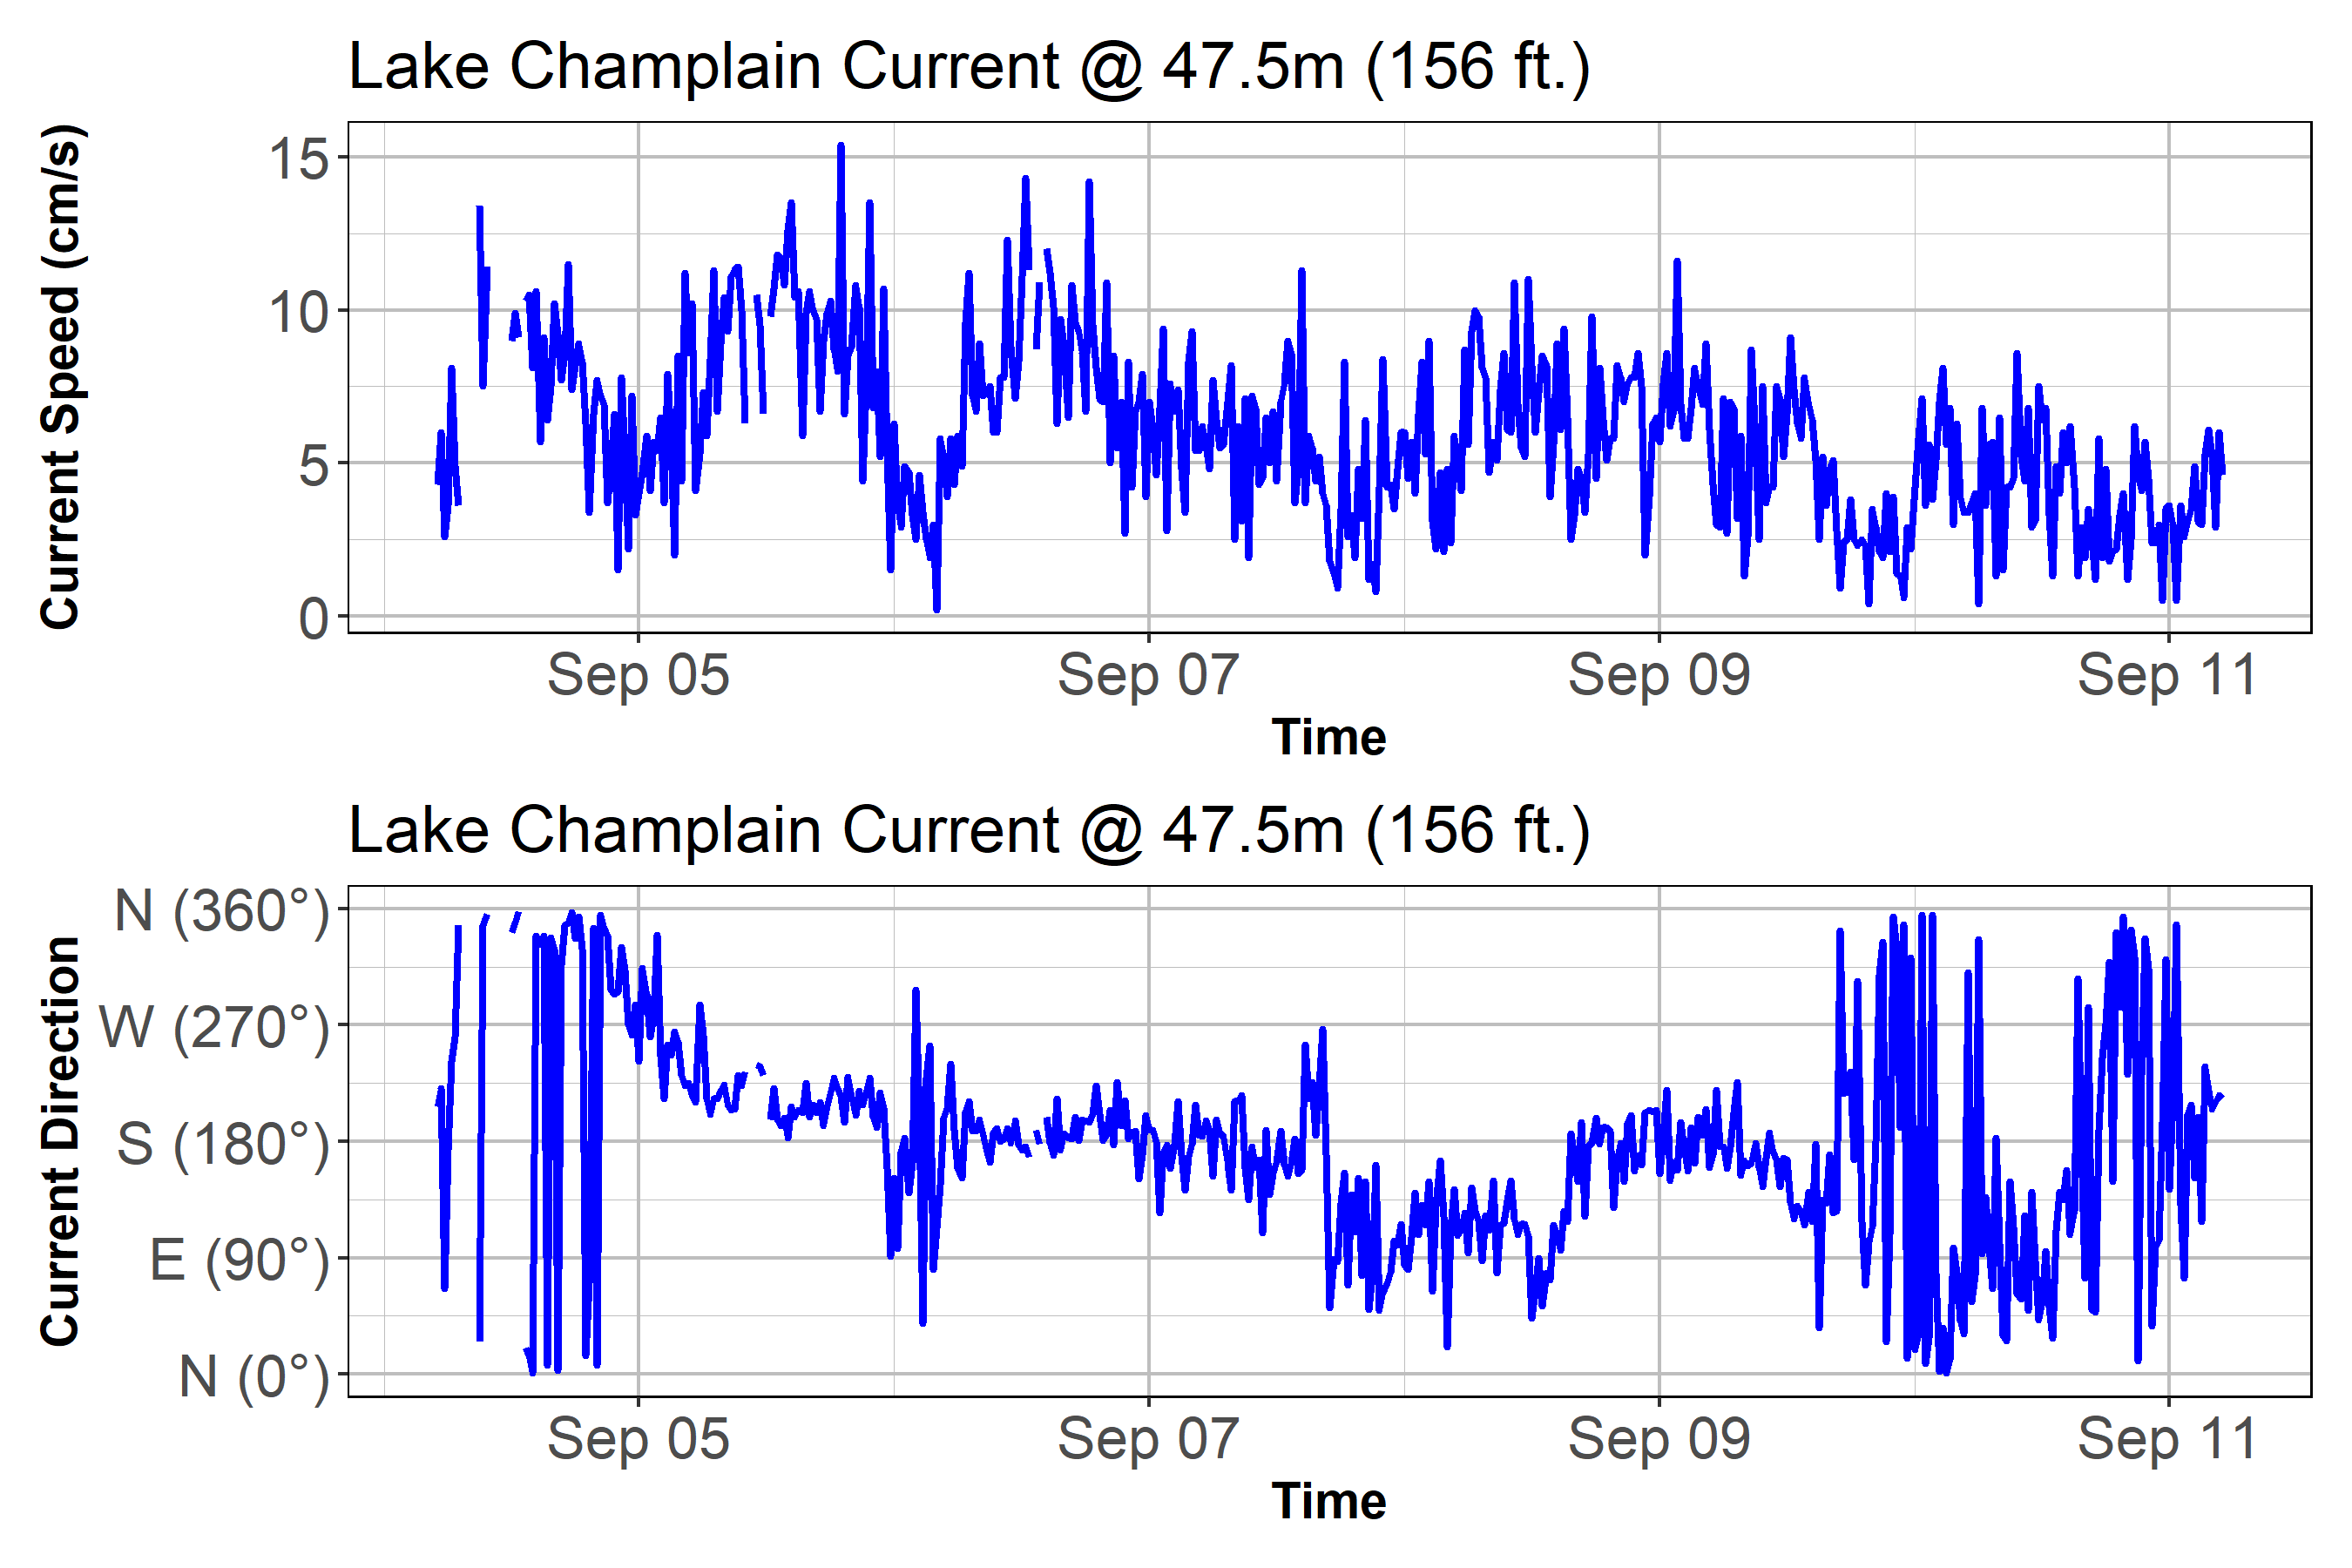 Lake Champlain Current @ 47.5m (156 ft.)
Current Speed (cm/s)
15
10
5
0
Sep 05 Sep 07 Sep 09 Sep 11
Time
Lake Champlain Current @ 47.5m (156 ft.)
Current Direction
N (360°)
W (270°)
S (180°)
E (90°)
N (0°)
Sep 05 Sep 07 Sep 09 Sep 11
Time